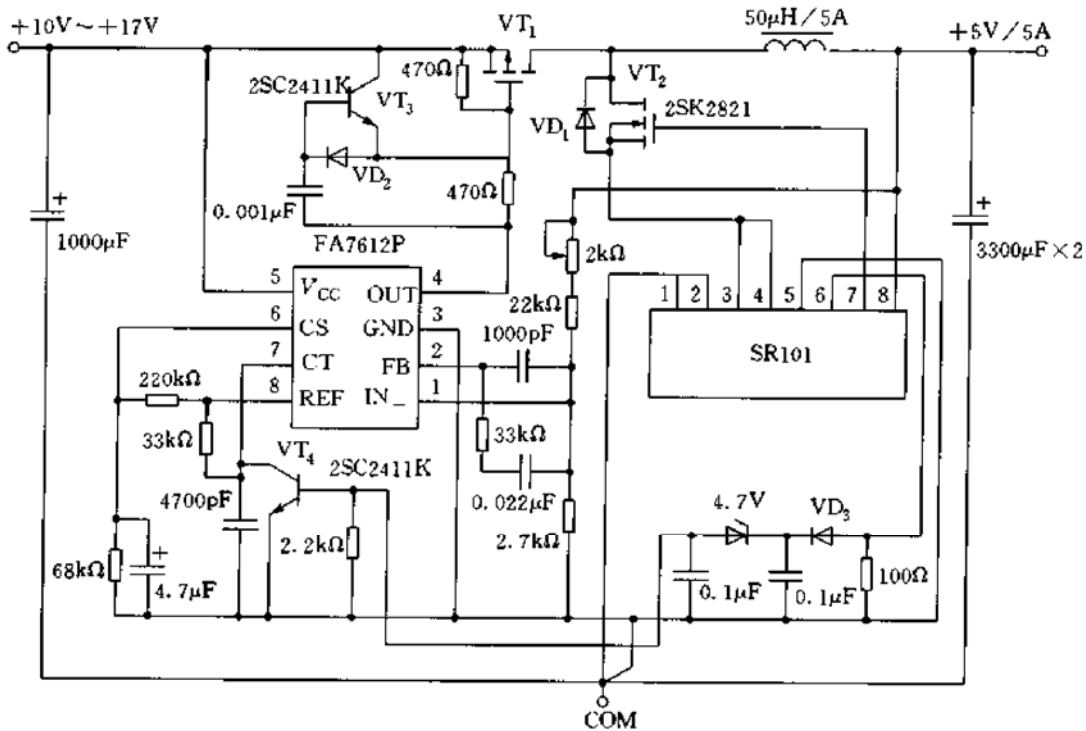 +10V～+17V
VT₁
50μH/5A
+5V/5A
470Ω
2SC2411K
VT₃
VT₂
2SK2821
VD₁
VD₂
0.001μF
470Ω
+
1000μF
+
3300μF×2
FA7612P
2kΩ
22kΩ
1000pF
5 V_CC OUT 4
6 CS GND 3
7 CT FB 2
8 REF IN_ 1
1 2 3 4 5 6 7 8
SR101
220kΩ
33kΩ
4700pF
VT₄
2SC2411K
33kΩ
0.022μF
2.7kΩ
2.2kΩ
68kΩ
+
4.7μF
4.7V
VD₃
100Ω
0.1μF
0.1μF
COM